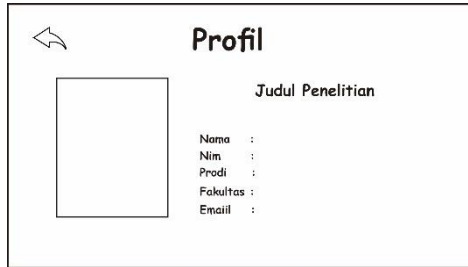 Profil
Judul Penelitian
Nama :
Nim :
Prodi :
Fakultas :
Emaiil :